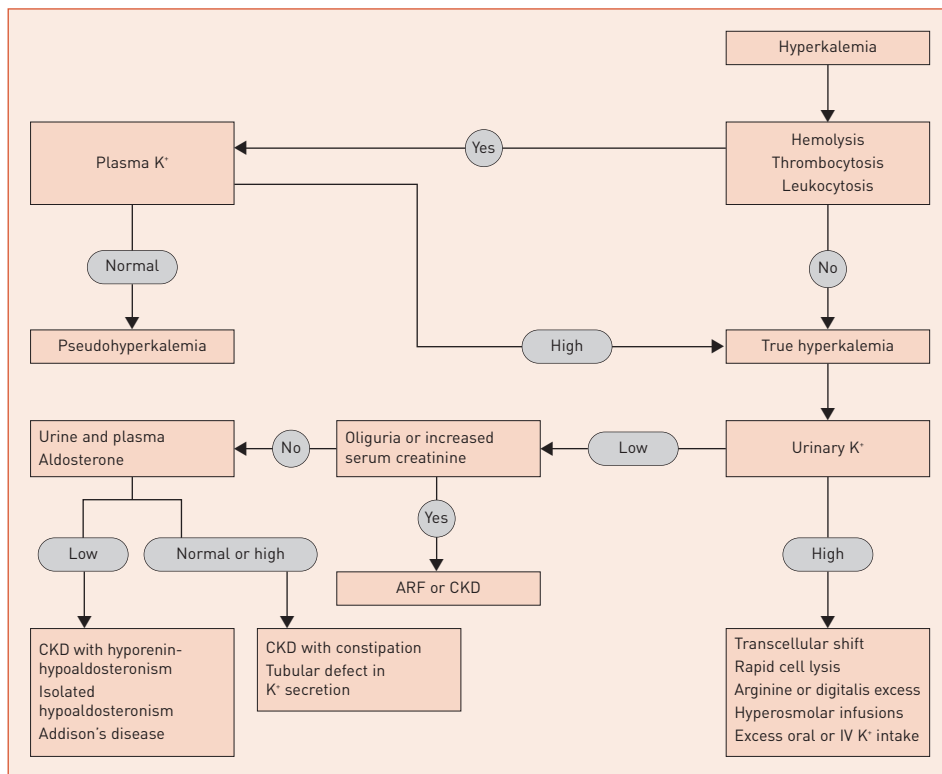 Hyperkalemia
Hemolysis
Thrombocytosis
Leukocytosis
Yes
Plasma K⁺
Normal
No
Pseudohyperkalemia
High
True hyperkalemia
Urine and plasma
Aldosterone
No
Oliguria or increased
serum creatinine
Low
Urinary K⁺
Yes
Low
Normal or high
High
ARF or CKD
CKD with hyporenin-
hypoaldosteronism
Isolated
hypoaldosteronism
Addison's disease
CKD with constipation
Tubular defect in
K⁺ secretion
Transcellular shift
Rapid cell lysis
Arginine or digitalis excess
Hyperosmolar infusions
Excess oral or IV K⁺ intake